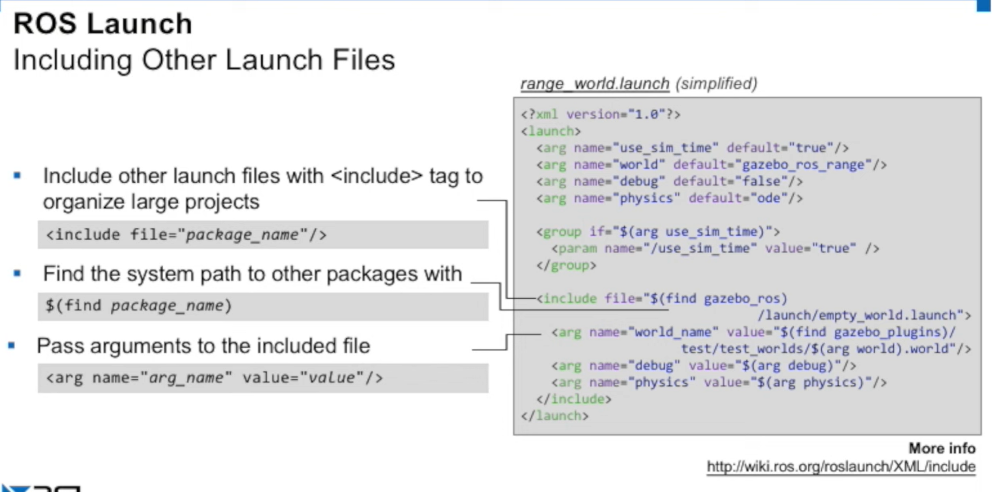 ROS Launch
Including Other Launch Files
▪ Include other launch files with <include> tag to
organize large projects
<include file="package_name"/>
▪ Find the system path to other packages with
$(find package_name)
▪ Pass arguments to the included file
<arg name="arg_name" value="value"/>
range_world.launch (simplified)
<?xml version="1.0"?>
<launch>
<arg name="use_sim_time" default="true"/>
<arg name="world" default="gazebo_ros_range"/>
<arg name="debug" default="false"/>
<arg name="physics" default="ode"/>
<group if="$(arg use_sim_time)">
<param name="/use_sim_time" value="true" />
</group>
<include file="$(find gazebo_ros)
/launch/empty_world.launch">
<arg name="world_name" value="$(find gazebo_plugins)/
test/test_worlds/$(arg world).world"/>
<arg name="debug" value="$(arg debug)"/>
<arg name="physics" value="$(arg physics)"/>
</include>
</launch>
More info
http://wiki.ros.org/roslaunch/XML/include